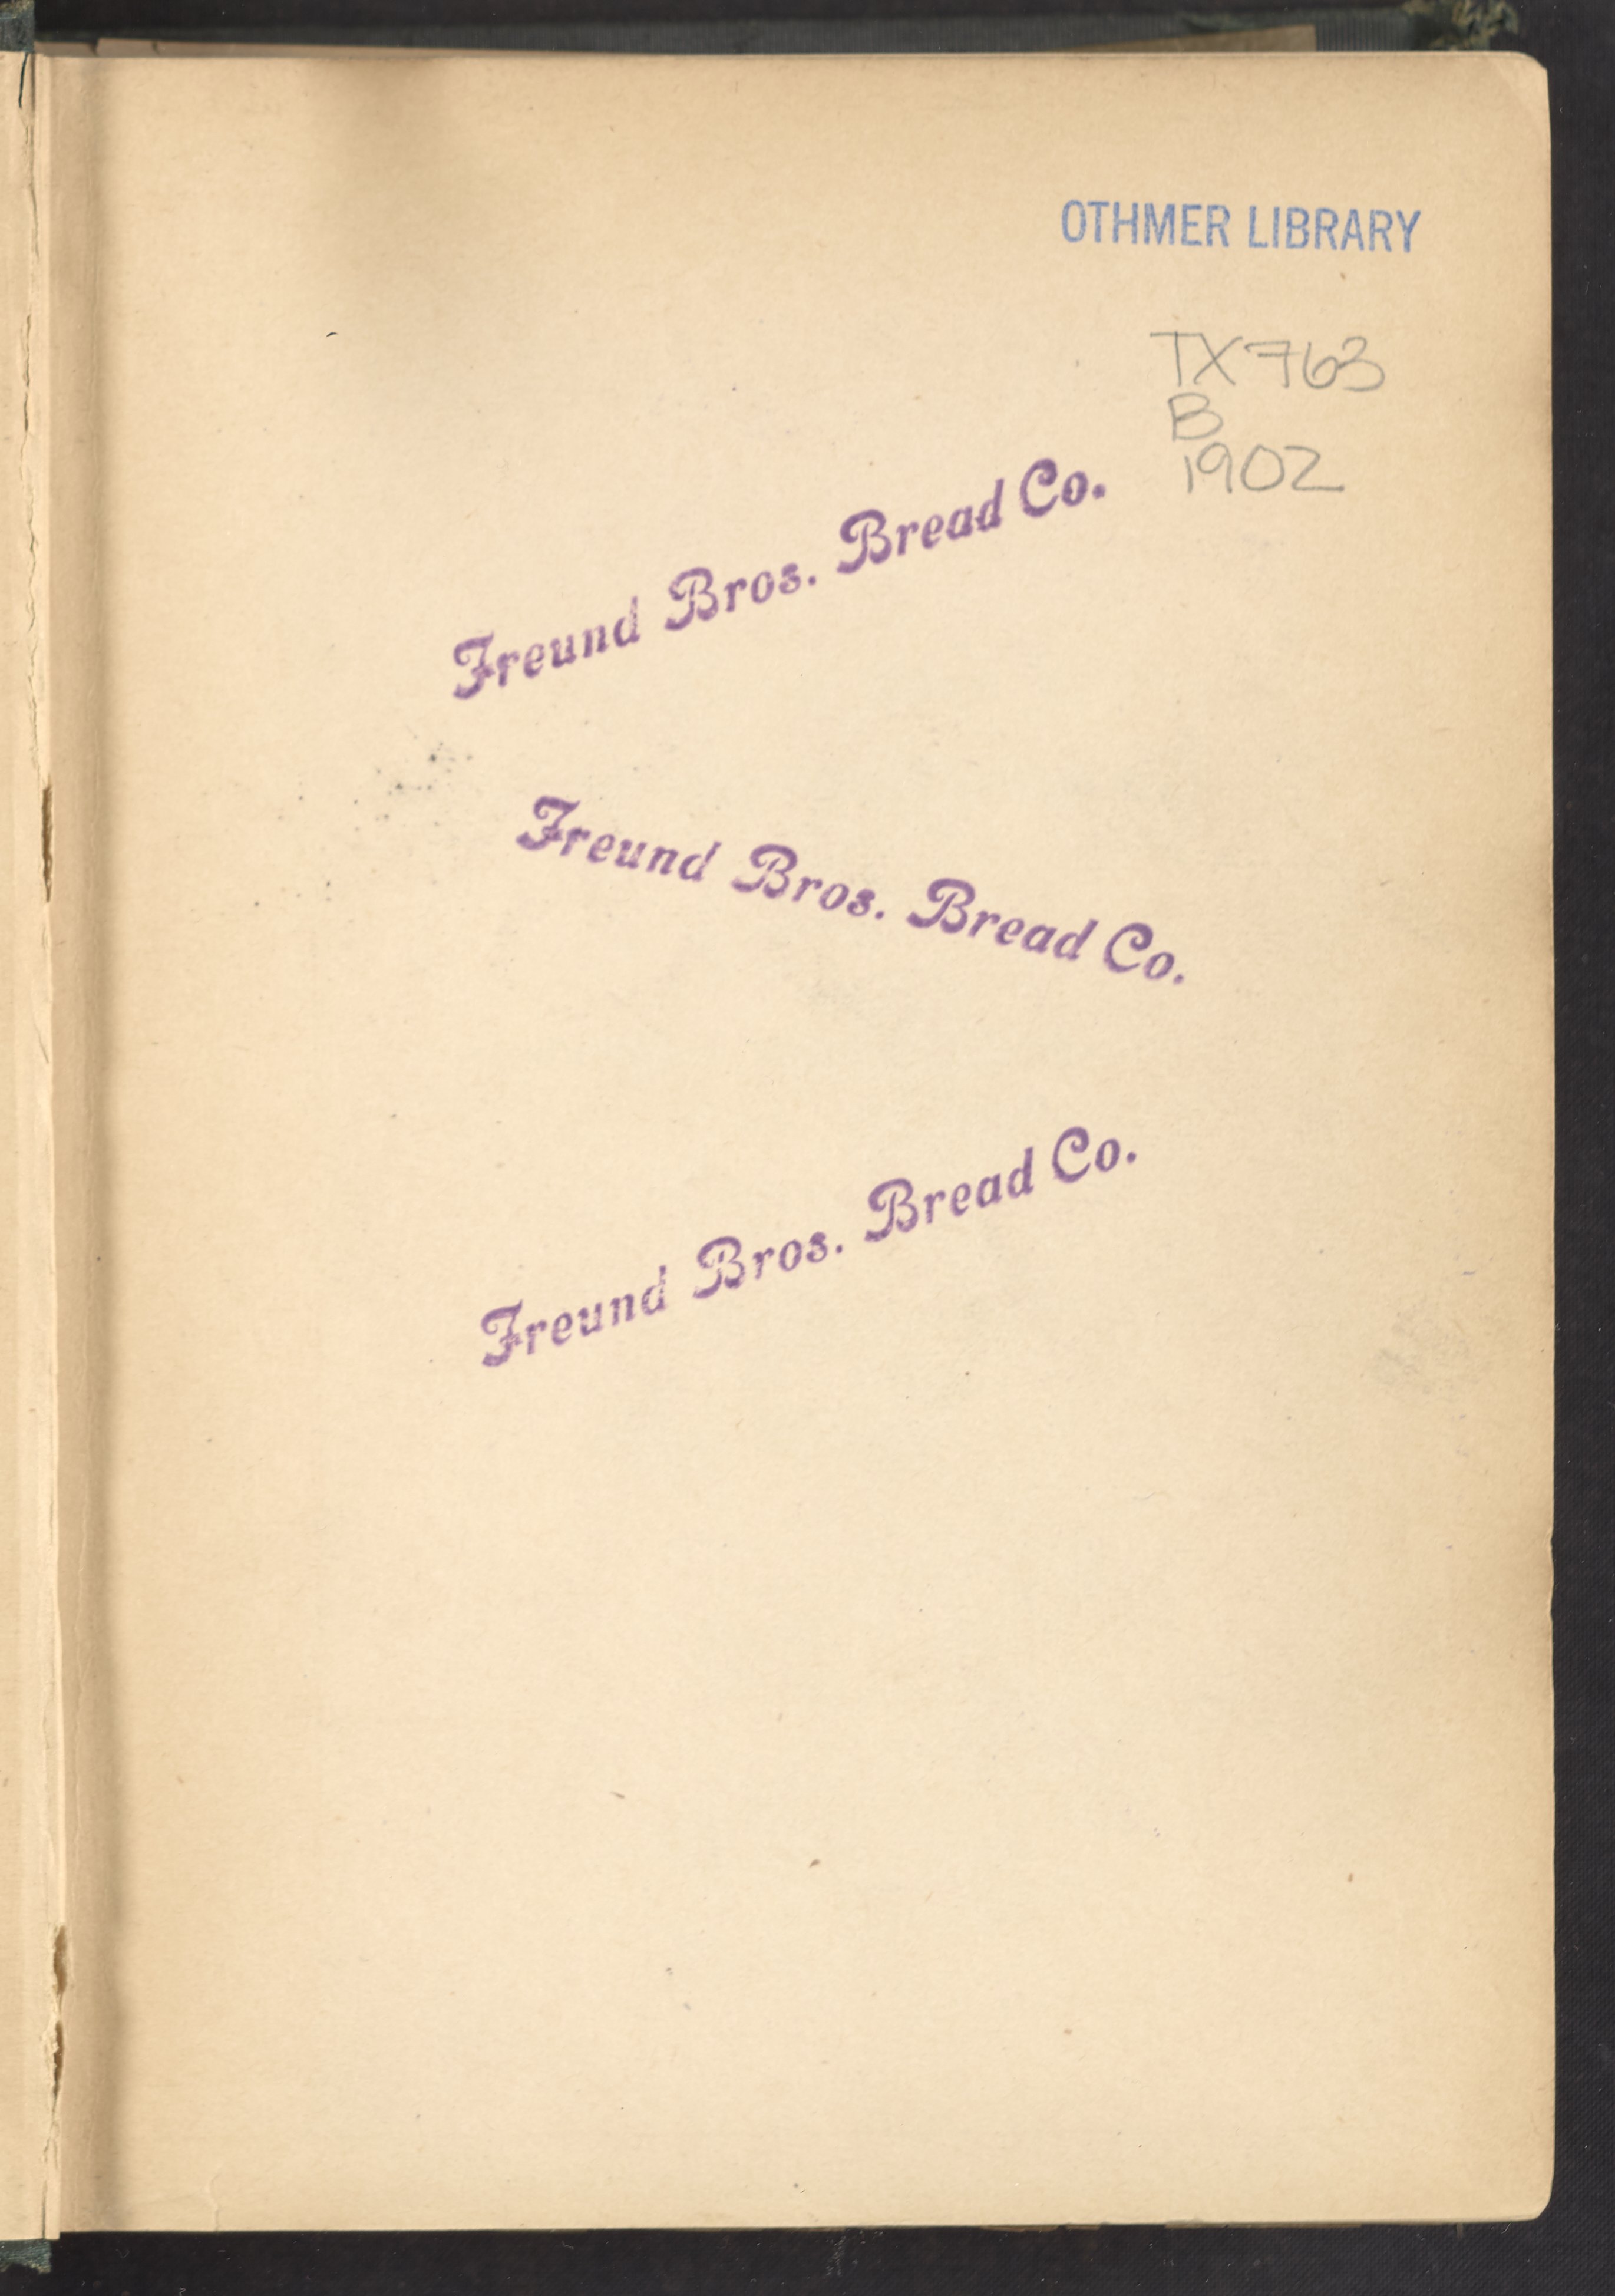 OTHMER LIBRARY
TX763
B
1902
Freund Bros. Bread Co.
Freund Bros. Bread Co.
Freund Bros. Bread Co.